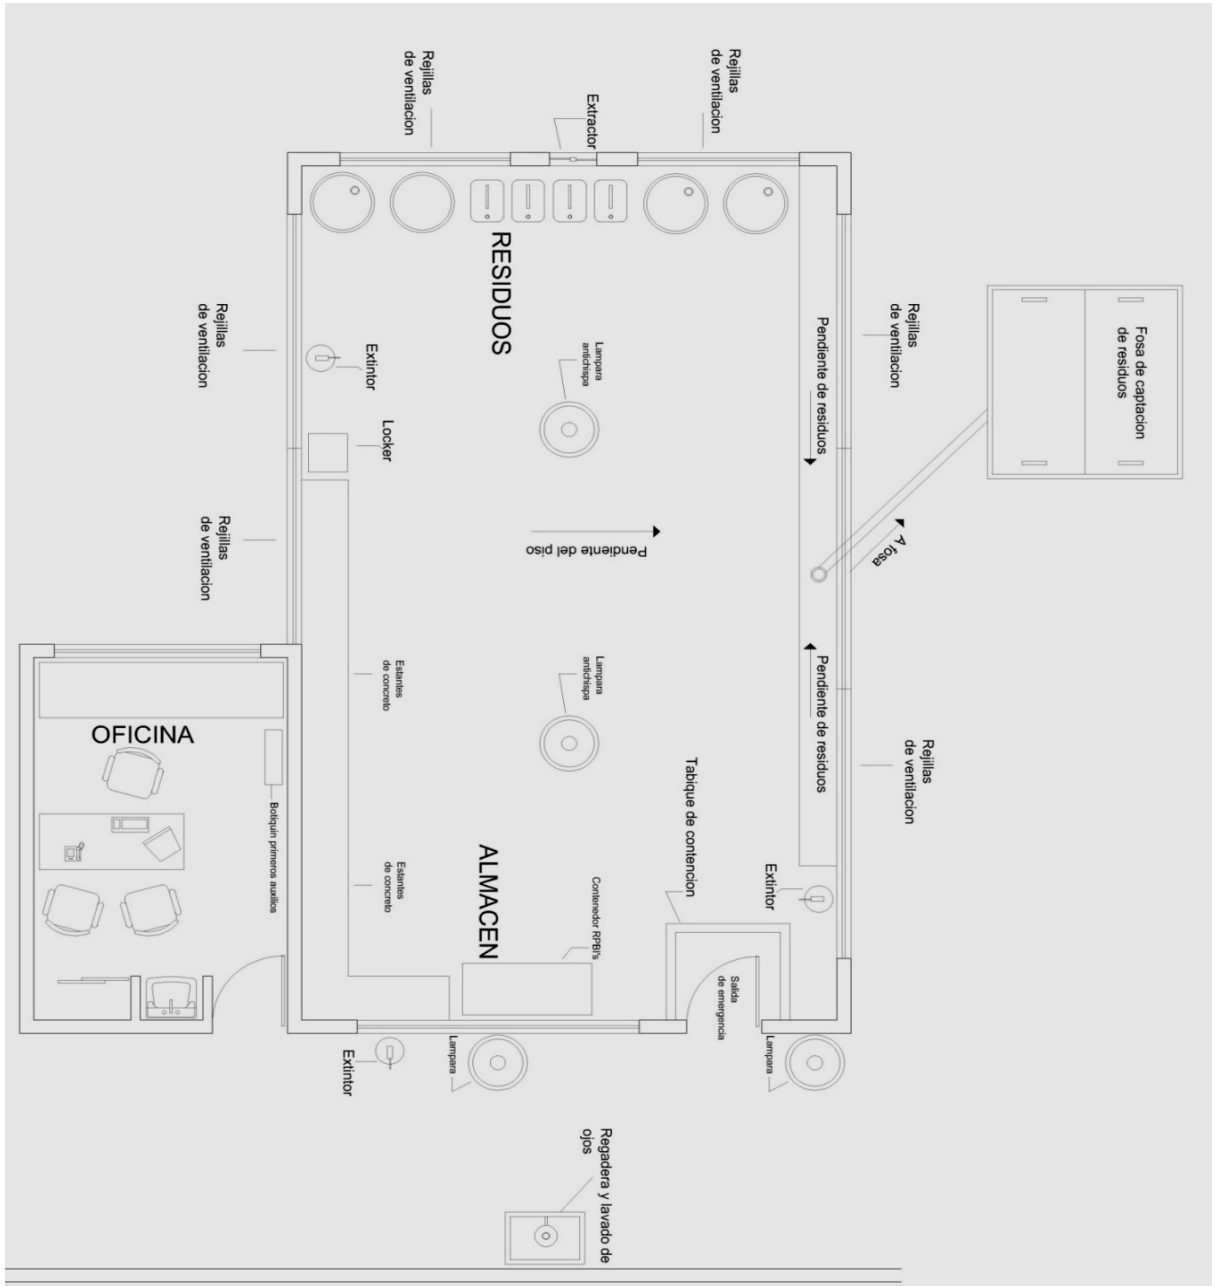 Rejillas
de ventilacion
Extractor
Rejillas
de ventilacion
RESIDUOS
Rejillas
de ventilacion
Extintor
Lampara
antichispa
Pendiente de residuos
Rejillas
de ventilacion
Fosa de captacion
de residuos
Locker
Rejillas
de ventilacion
Pendiente del piso
A fosa
OFICINA
Botiquin primeros auxilios
Estantes
de concreto
Lampara
antichispa
Pendiente de residuos
Rejillas
de ventilacion
Tabique de contencion
Estantes
de concreto
ALMACEN
Contenedor RPBI's
Extintor
Salida
de emergencia
Extintor
Lampara
Lampara
Regadera y lavado de
ojos